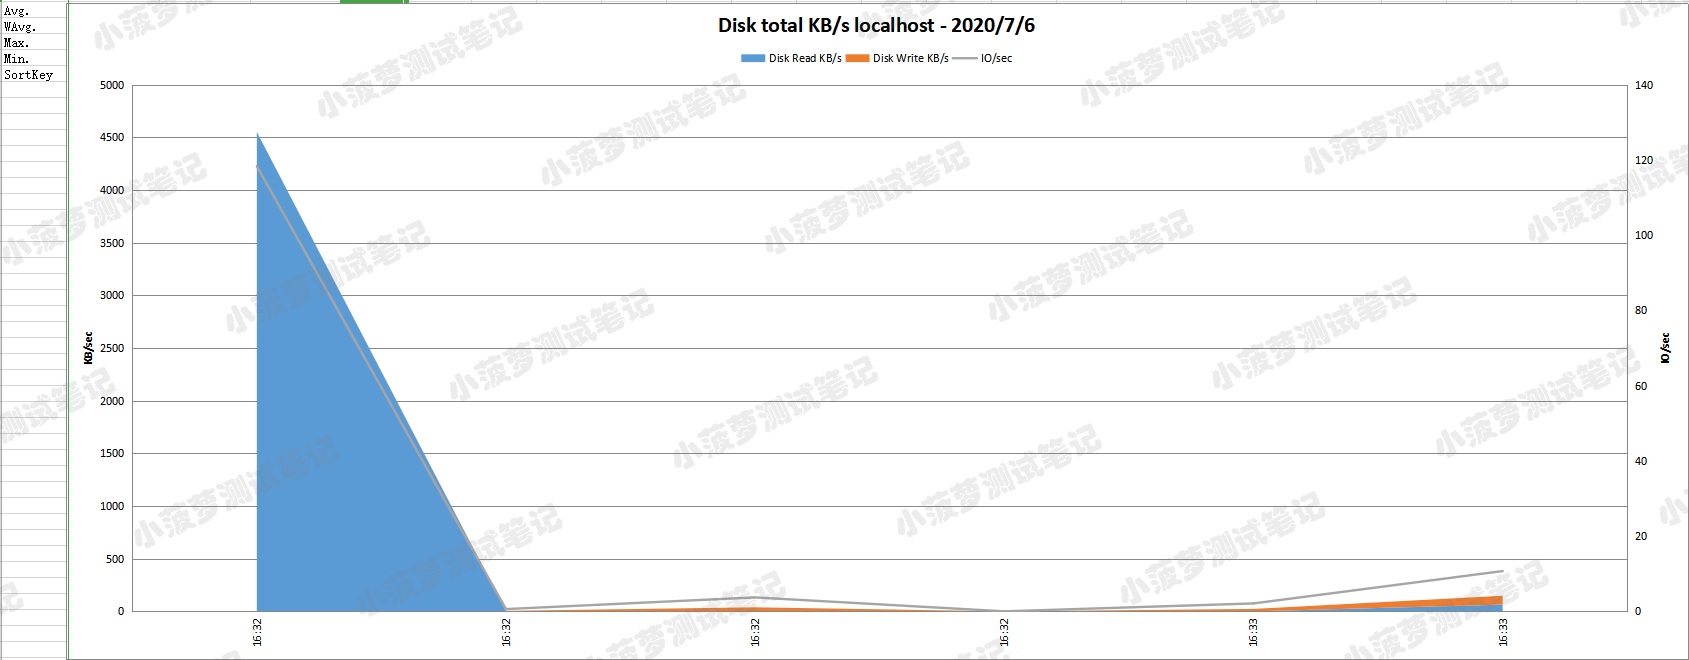 Avg.
WAvg.
Max.
Min.
SortKey
Disk total KB/s localhost - 2020/7/6
Disk Read KB/s Disk Write KB/s IO/sec
5000
4500
4000
3500
3000
2500
2000
1500
1000
500
0
KB/sec
140
120
100
80
60
40
20
0
IO/sec
16:32
16:32
16:32
16:32
16:33
16:33
小菠萝测试笔记